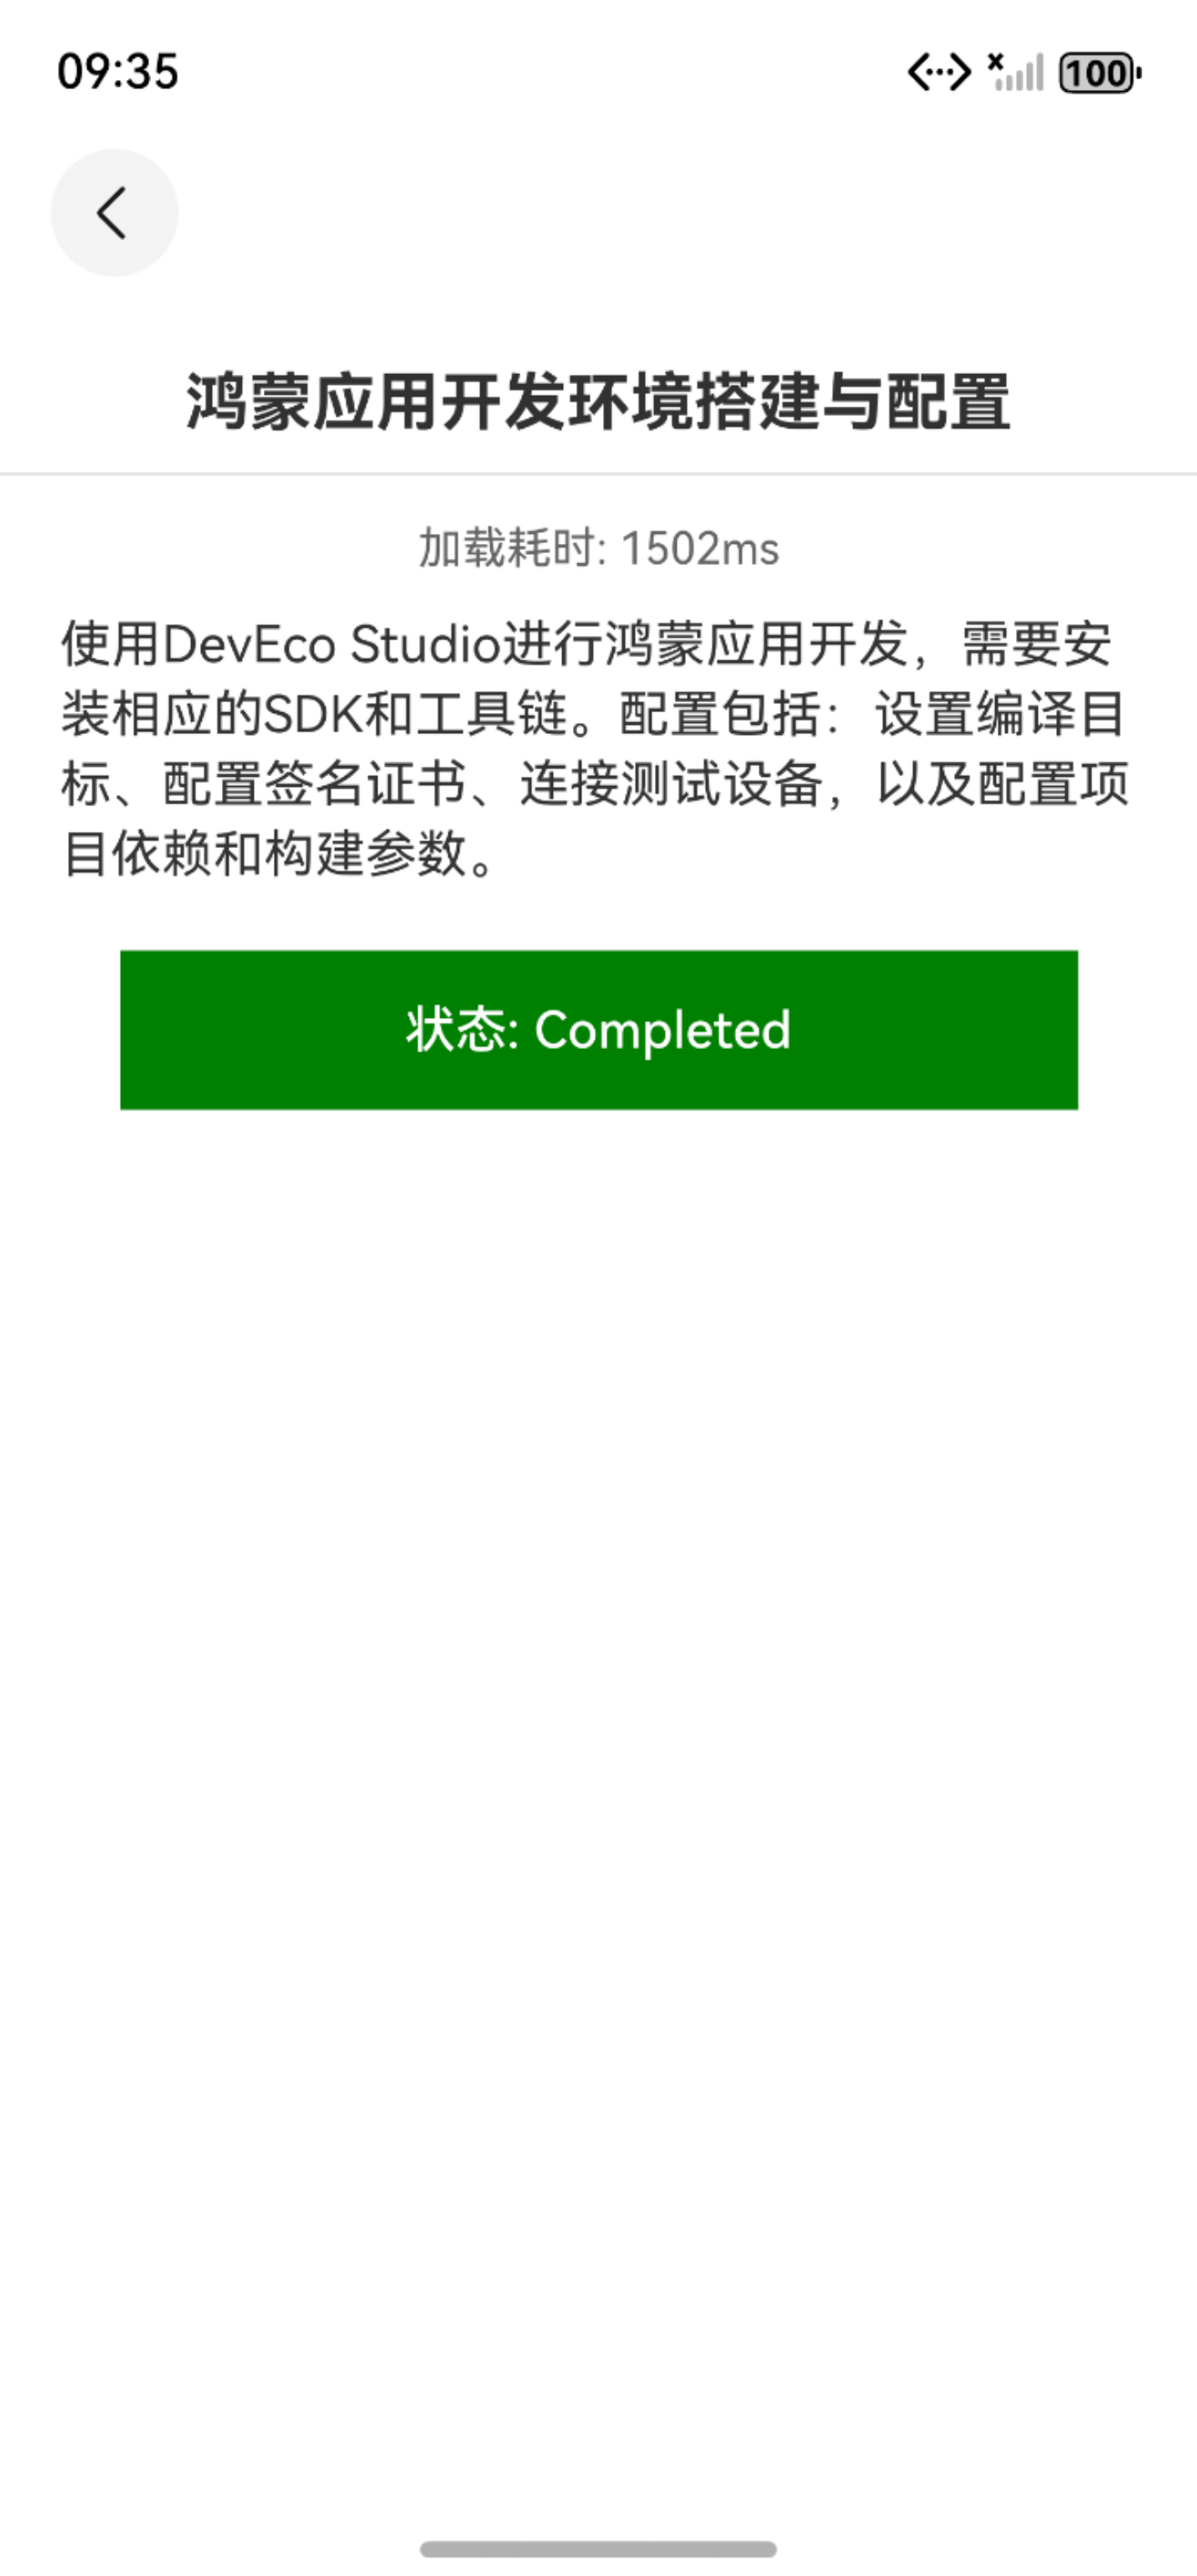 09:35
100
鸿蒙应用开发环境搭建与配置
加载耗时: 1502ms
使用DevEco Studio进行鸿蒙应用开发，需要安
装相应的SDK和工具链。配置包括：设置编译目
标、配置签名证书、连接测试设备，以及配置项
目依赖和构建参数。
状态: Completed